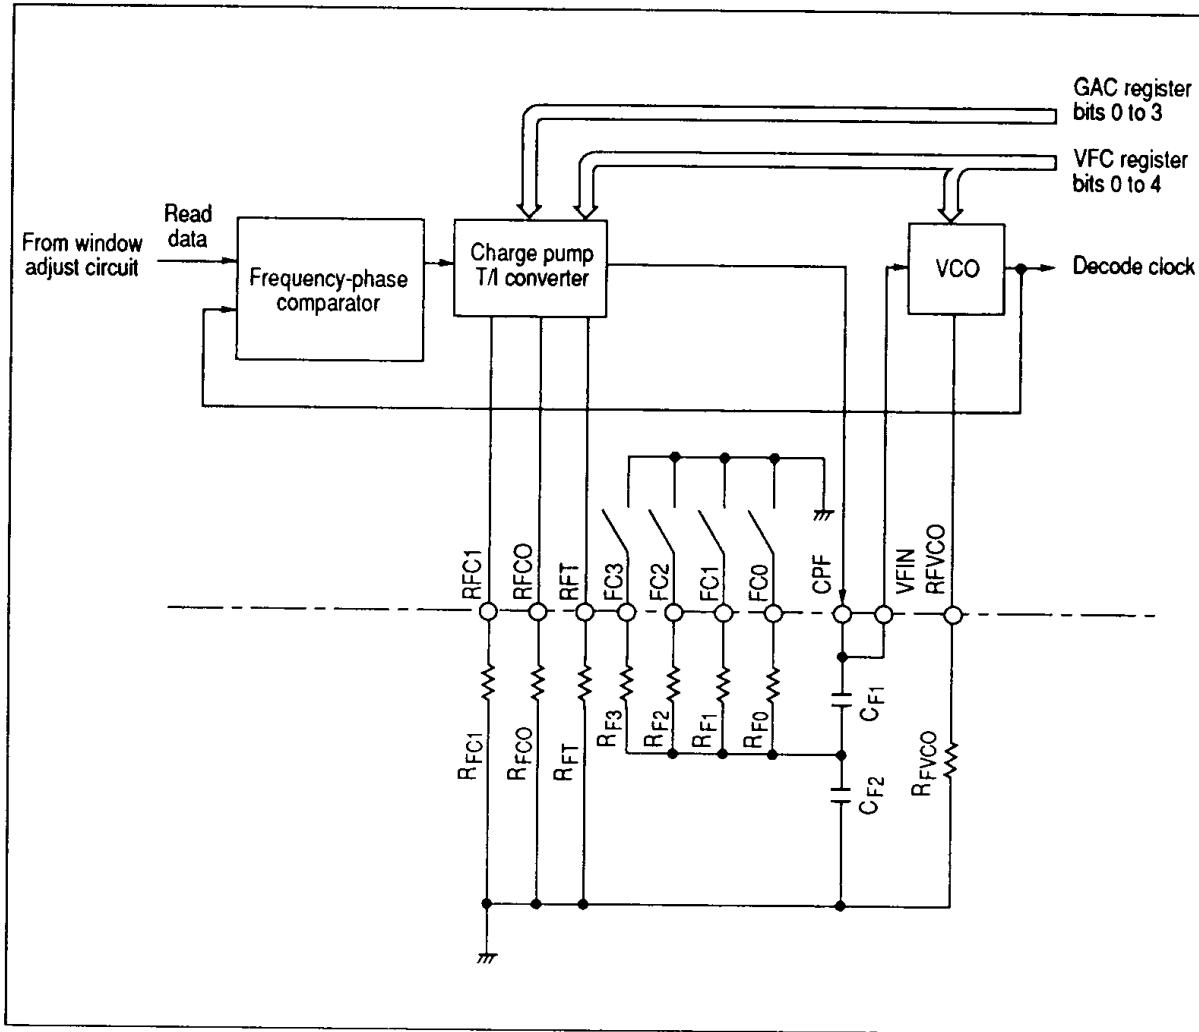 GAC register
bits 0 to 3
VFC register
bits 0 to 4
From window
adjust circuit
Read
data
Frequency-phase
comparator
Charge pump
T/I converter
VCO
Decode clock
RFC1
RFCO
RFT
FC3
FC2
FC1
FC0
CPF
VFIN
RFVCO
RFC1
RFCO
RFT
RF3
RF2
RF1
RF0
CF1
CF2
RFVCO